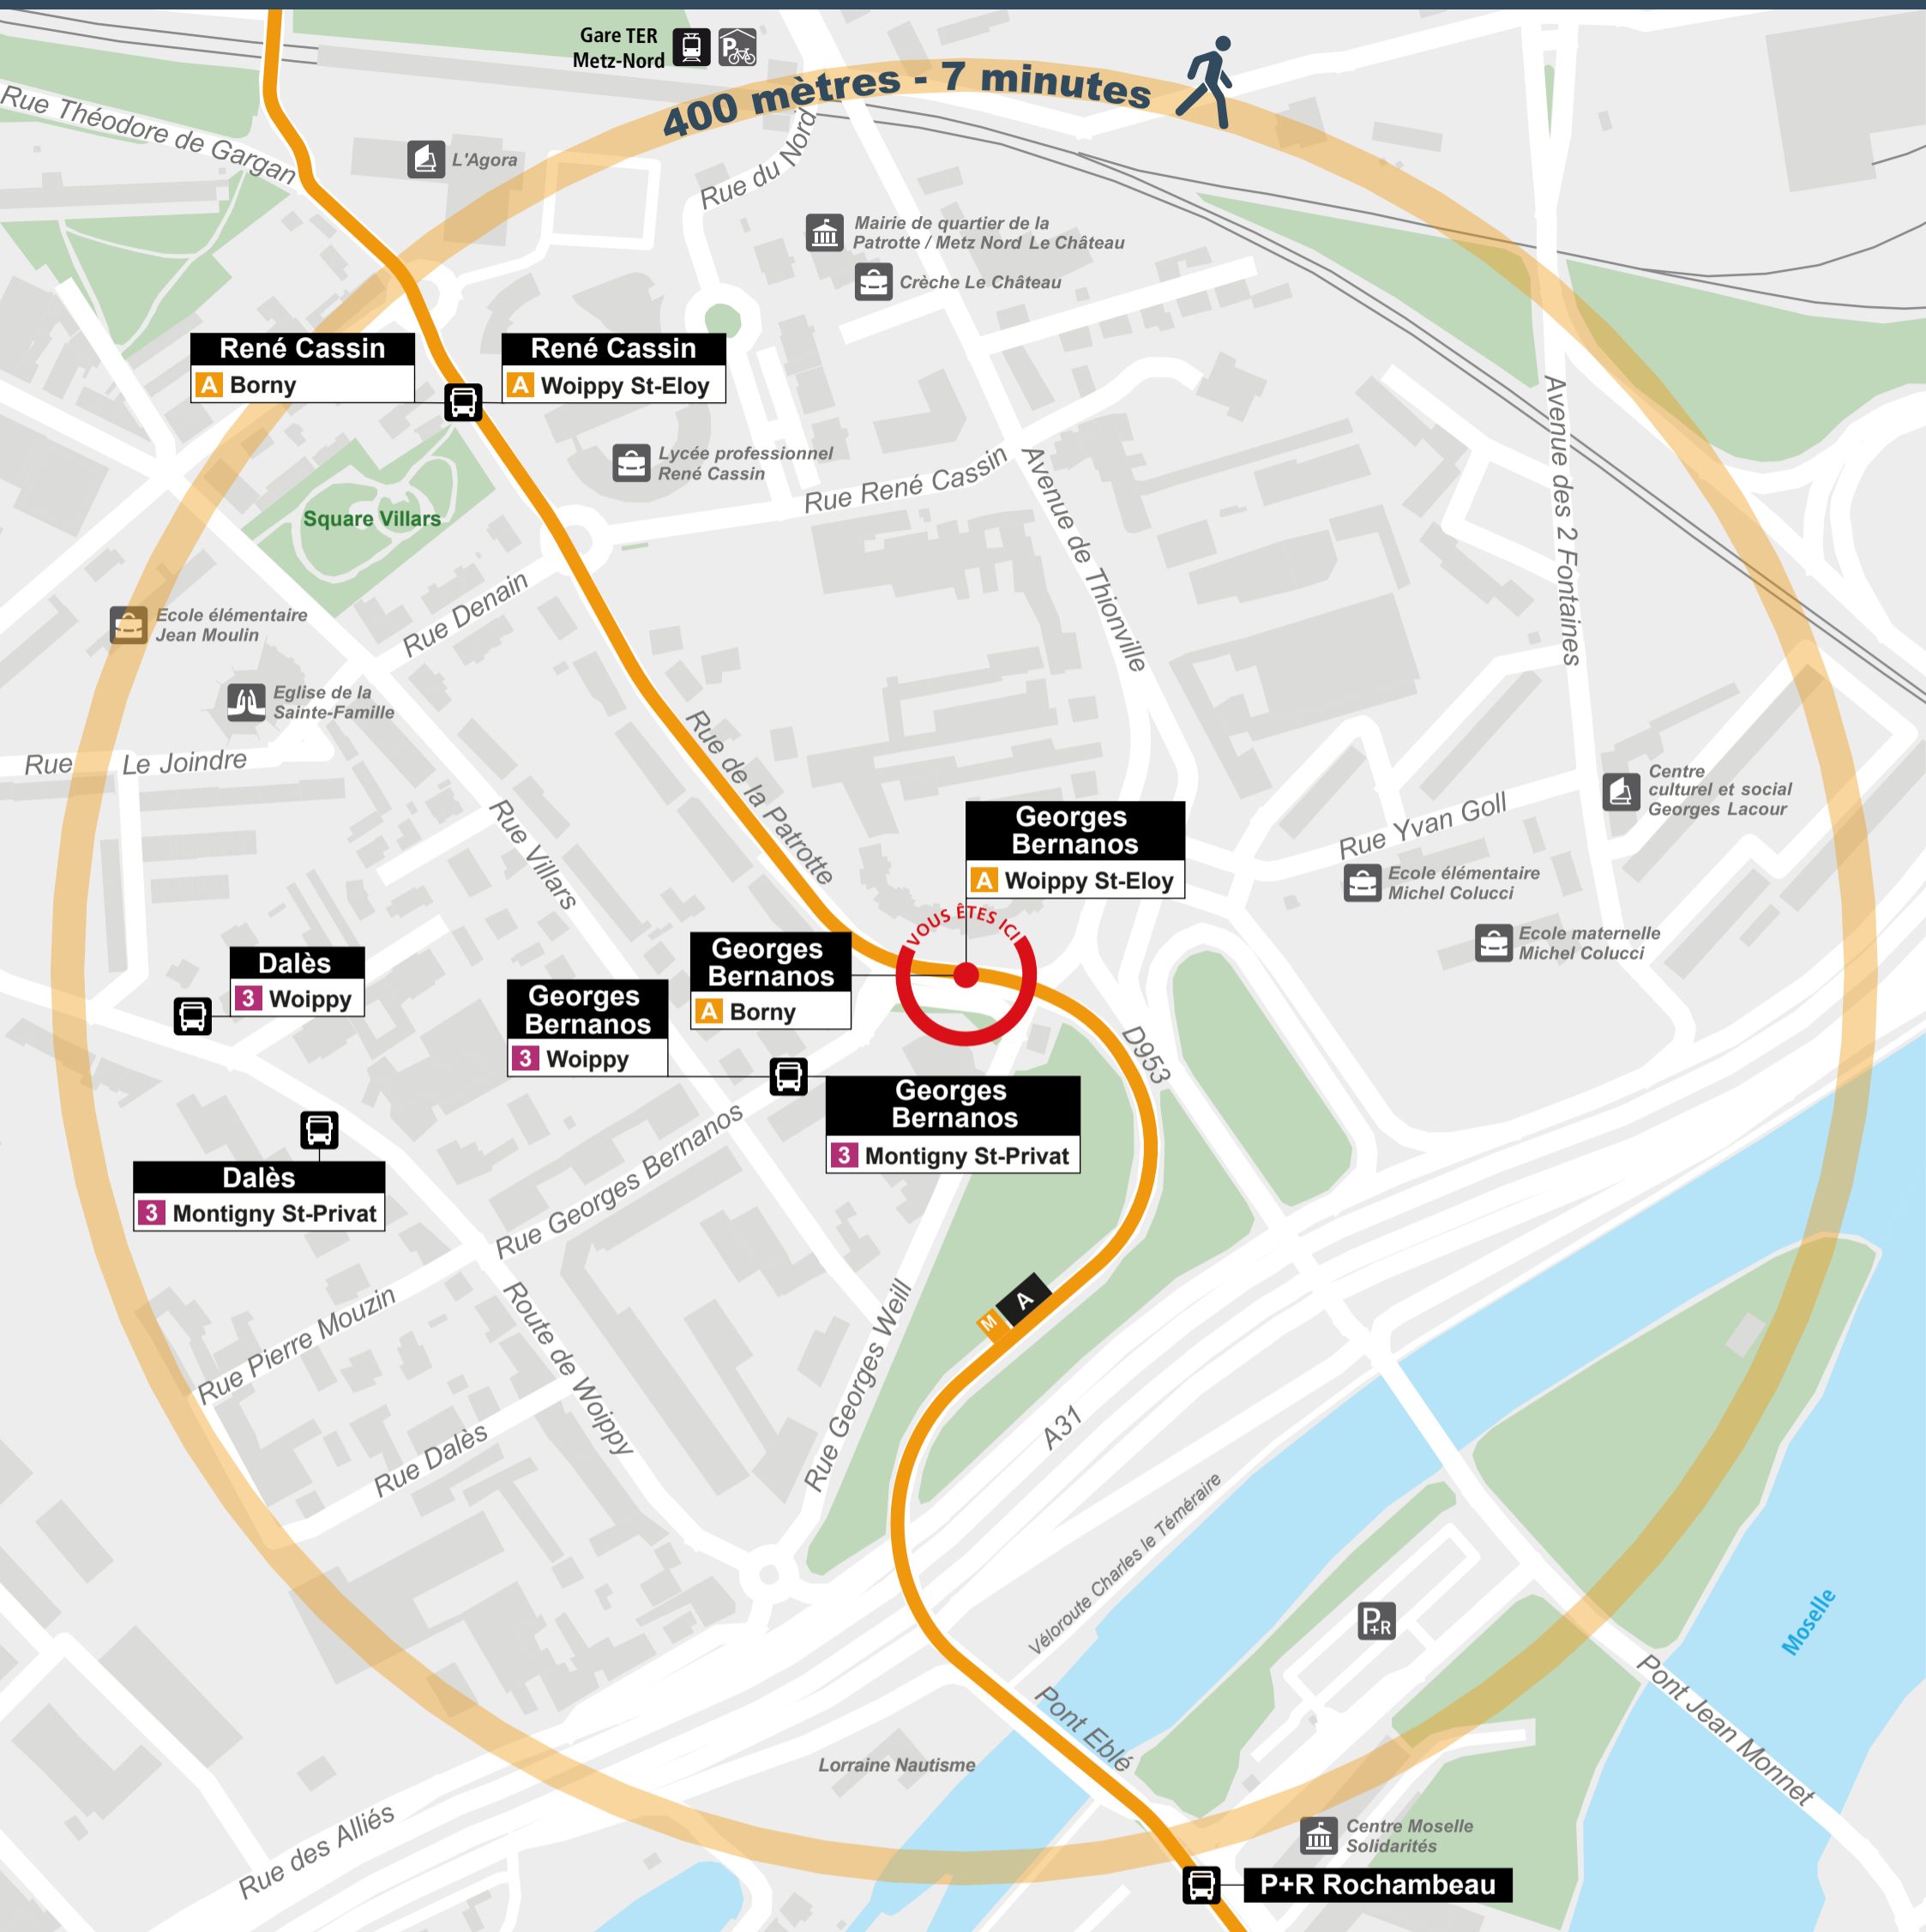 Gare TER
Metz-Nord
P
400 mètres - 7 minutes
Rue Théodore de Gargan
L'Agora
Rue du Nord
Mairie de quartier de la
Patrotte / Metz Nord Le Château
Crèche Le Château
René Cassin
A Borny
René Cassin
A Woippy St-Eloy
Lycée professionnel
René Cassin
Rue René Cassin
Avenue de Thionville
Avenue des 2 Fontaines
Square Villars
Rue Denain
Ecole élémentaire
Jean Moulin
Eglise de la
Sainte-Famille
Rue Le Joindre
Rue Villars
Rue de la Patrotte
Centre
culturel et social
Georges Lacour
Rue Yvan Goll
Ecole élémentaire
Michel Colucci
Ecole maternelle
Michel Colucci
Georges
Bernanos
A Woippy St-Eloy
VOUS ÊTES ICI
Georges
Bernanos
A Borny
Dalès
3 Woippy
Georges
Bernanos
3 Woippy
D953
Georges
Bernanos
3 Montigny St-Privat
Dalès
3 Montigny St-Privat
Rue Georges Bernanos
Rue Pierre Mouzin
Route de Woippy
Rue Dalès
Rue Georges Weill
M A
A31
Véloroute Charles le Téméraire
P+R
Moselle
Pont Jean Monnet
Pont Eblé
Lorraine Nautisme
Rue des Alliés
Centre Moselle
Solidarités
P+R Rochambeau